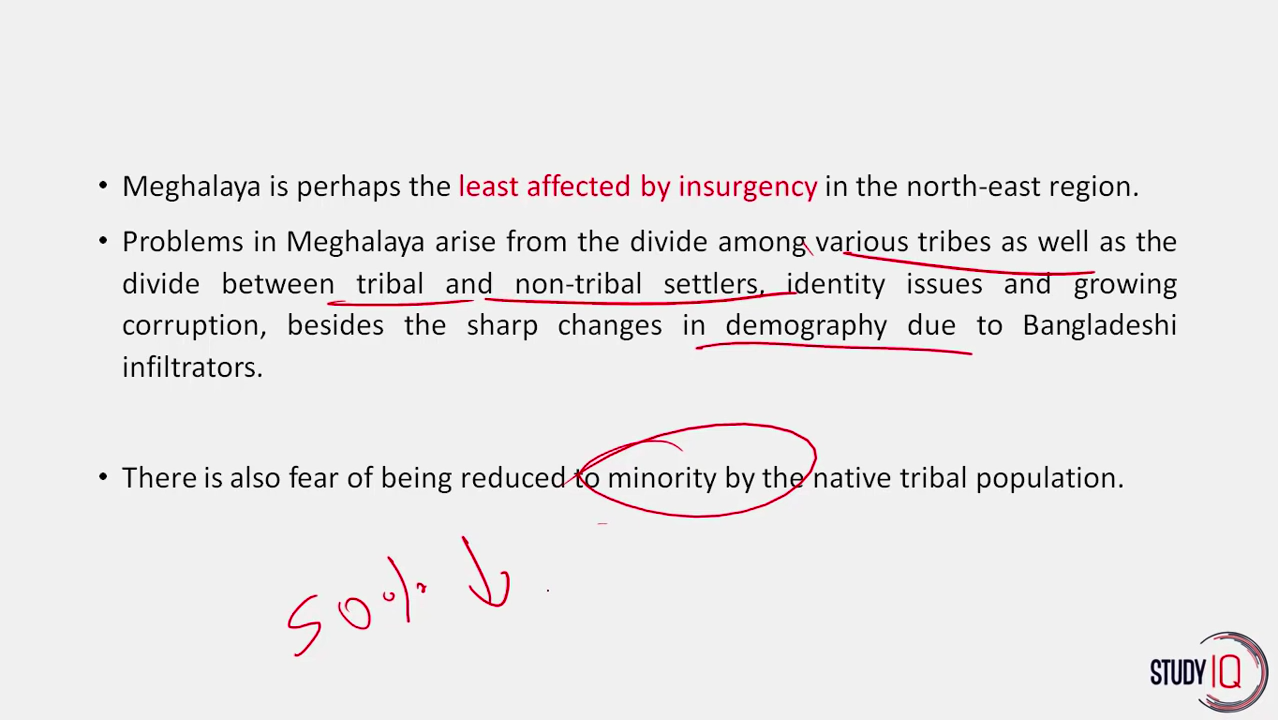 • Meghalaya is perhaps the least affected by insurgency in the north-east region.
• Problems in Meghalaya arise from the divide among various tribes as well as the
divide between tribal and non-tribal settlers, identity issues and growing
corruption, besides the sharp changes in demography due to Bangladeshi
infiltrators.
• There is also fear of being reduced to minority by the native tribal population.
50% ↓
STUDY IQ